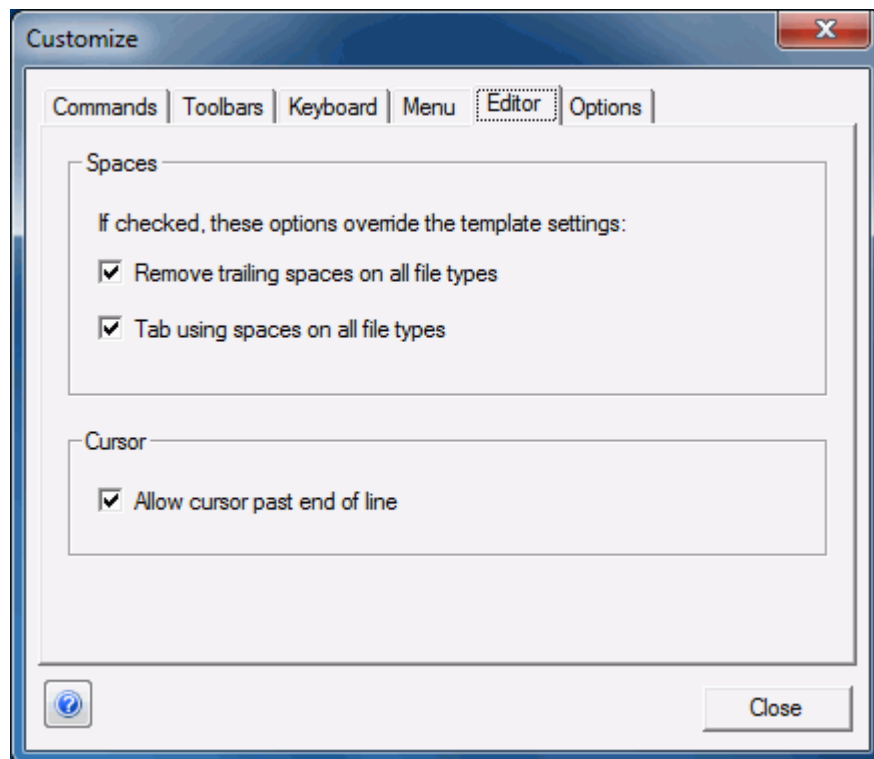 Customize
Commands Toolbars Keyboard Menu Editor Options
Spaces
If checked, these options override the template settings:
Remove trailing spaces on all file types
Tab using spaces on all file types
Cursor
Allow cursor past end of line
Close